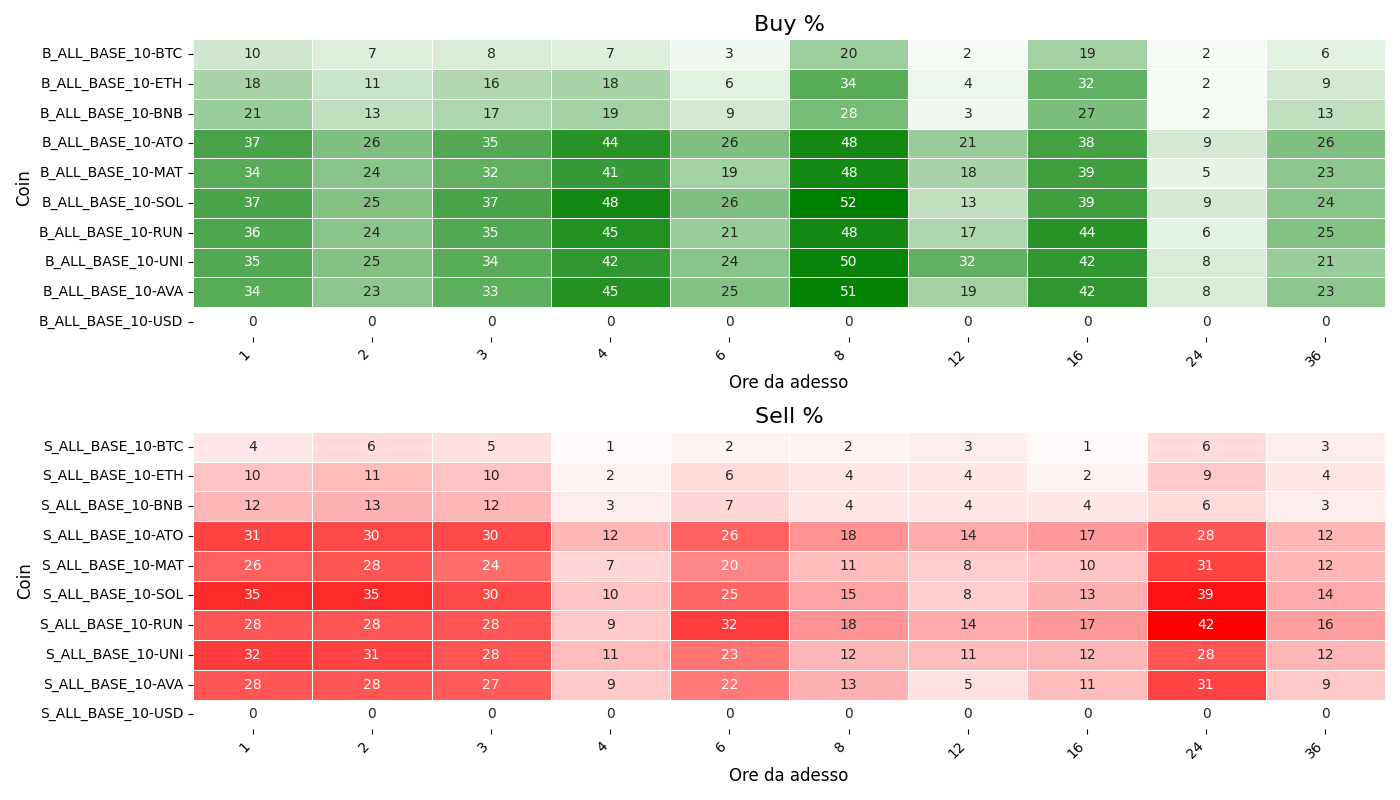 Buy %
B_ALL_BASE_10-BTC 10 7 8 7 3 20 2 19 2 6
B_ALL_BASE_10-ETH 18 11 16 18 6 34 4 32 2 9
B_ALL_BASE_10-BNB 21 13 17 19 9 28 3 27 2 13
B_ALL_BASE_10-ATO 37 26 35 44 26 48 21 38 9 26
B_ALL_BASE_10-MAT 34 24 32 41 19 48 18 39 5 23
B_ALL_BASE_10-SOL 37 25 37 48 26 52 13 39 9 24
B_ALL_BASE_10-RUN 36 24 35 45 21 48 17 44 6 25
B_ALL_BASE_10-UNI 35 25 34 42 24 50 32 42 8 21
B_ALL_BASE_10-AVA 34 23 33 45 25 51 19 42 8 23
B_ALL_BASE_10-USD 0 0 0 0 0 0 0 0 0 0
Coin
1 2 3 4 6 8 12 16 24 36
Ore da adesso
Sell %
S_ALL_BASE_10-BTC 4 6 5 1 2 2 3 1 6 3
S_ALL_BASE_10-ETH 10 11 10 2 6 4 4 2 9 4
S_ALL_BASE_10-BNB 12 13 12 3 7 4 4 4 6 3
S_ALL_BASE_10-ATO 31 30 30 12 26 18 14 17 28 12
S_ALL_BASE_10-MAT 26 28 24 7 20 11 8 10 31 12
S_ALL_BASE_10-SOL 35 35 30 10 25 15 8 13 39 14
S_ALL_BASE_10-RUN 28 28 28 9 32 18 14 17 42 16
S_ALL_BASE_10-UNI 32 31 28 11 23 12 11 12 28 12
S_ALL_BASE_10-AVA 28 28 27 9 22 13 5 11 31 9
S_ALL_BASE_10-USD 0 0 0 0 0 0 0 0 0 0
Coin
1 2 3 4 6 8 12 16 24 36
Ore da adesso